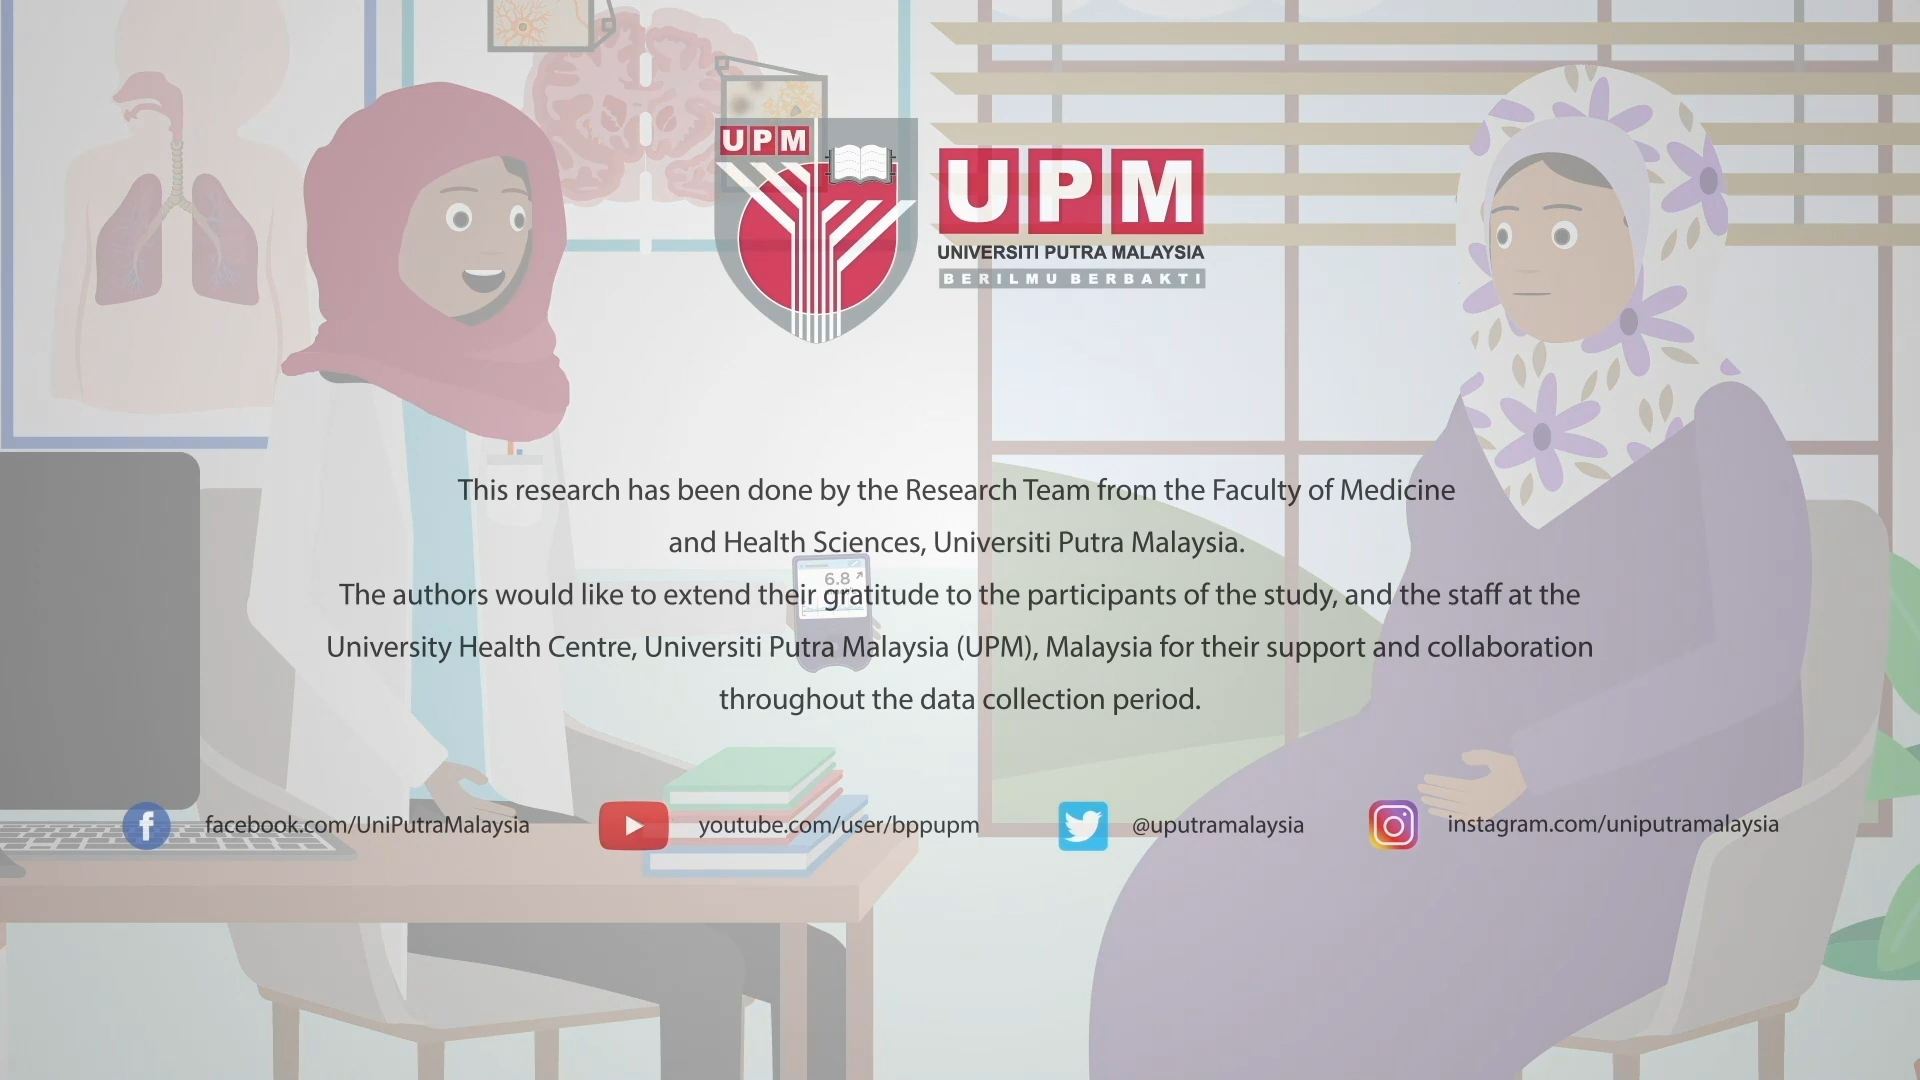 UPM
UPM
UNIVERSITI PUTRA MALAYSIA
BERILMU BERBAKTI
This research has been done by the Research Team from the Faculty of Medicine
and Health Sciences, Universiti Putra Malaysia.
6.8
The authors would like to extend their gratitude to the participants of the study, and the staff at the
University Health Centre, Universiti Putra Malaysia (UPM), Malaysia for their support and collaboration
throughout the data collection period.
facebook.com/UniPutraMalaysia
youtube.com/user/bppupm
@uputramalaysia
instagram.com/uniputramalaysia